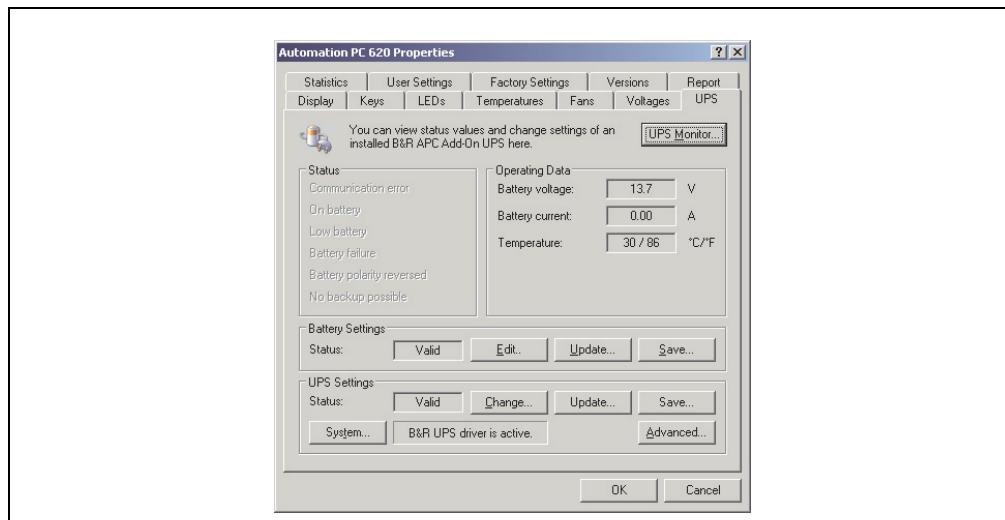 Automation PC 620 Properties
Statistics User Settings Factory Settings Versions Report
Display Keys LEDs Temperatures Fans Voltages UPS
You can view status values and change settings of an
installed B&R APC Add-On UPS here.
UPS Monitor...
Status
Communication error
On battery
Low battery
Battery failure
Battery polarity reversed
No backup possible
Operating Data
Battery voltage: 13.7 V
Battery current: 0.00 A
Temperature: 30 / 86 °C/°F
Battery Settings
Status: Valid Edit.. Update... Save...
UPS Settings
Status: Valid Change... Update... Save...
System... B&R UPS driver is active. Advanced...
OK Cancel